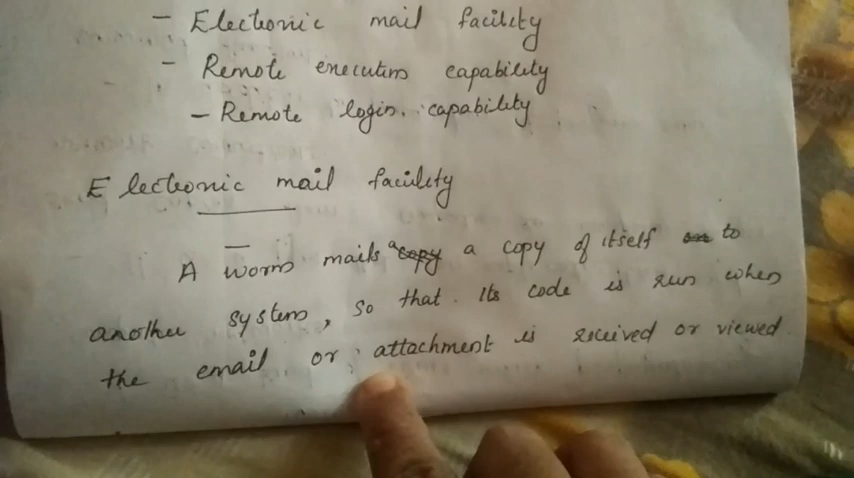 - Electronic mail facility
- Remote execution capability
- Remote login capability
Electronic mail facility
A worm mails a copy of itself to
another system, so that its code is run when
the email or attachment is received or viewed.